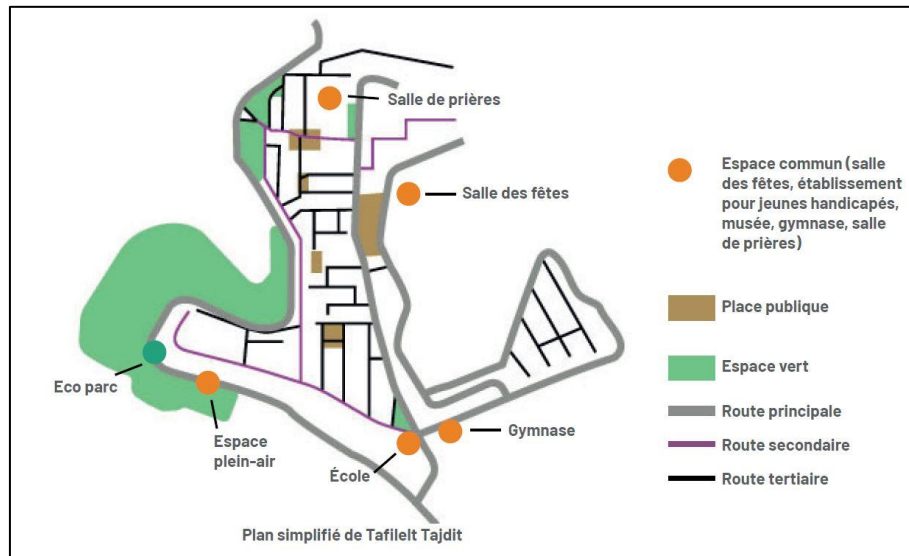 Salle de prières
Salle des fêtes
Eco parc
Espace
plein-air
École
Gymnase
Plan simplifié de Tafilelt Tajdit
Espace commun (salle
des fêtes, établissement
pour jeunes handicapés,
musée, gymnase, salle
de prières)
Place publique
Espace vert
Route principale
Route secondaire
Route tertiaire